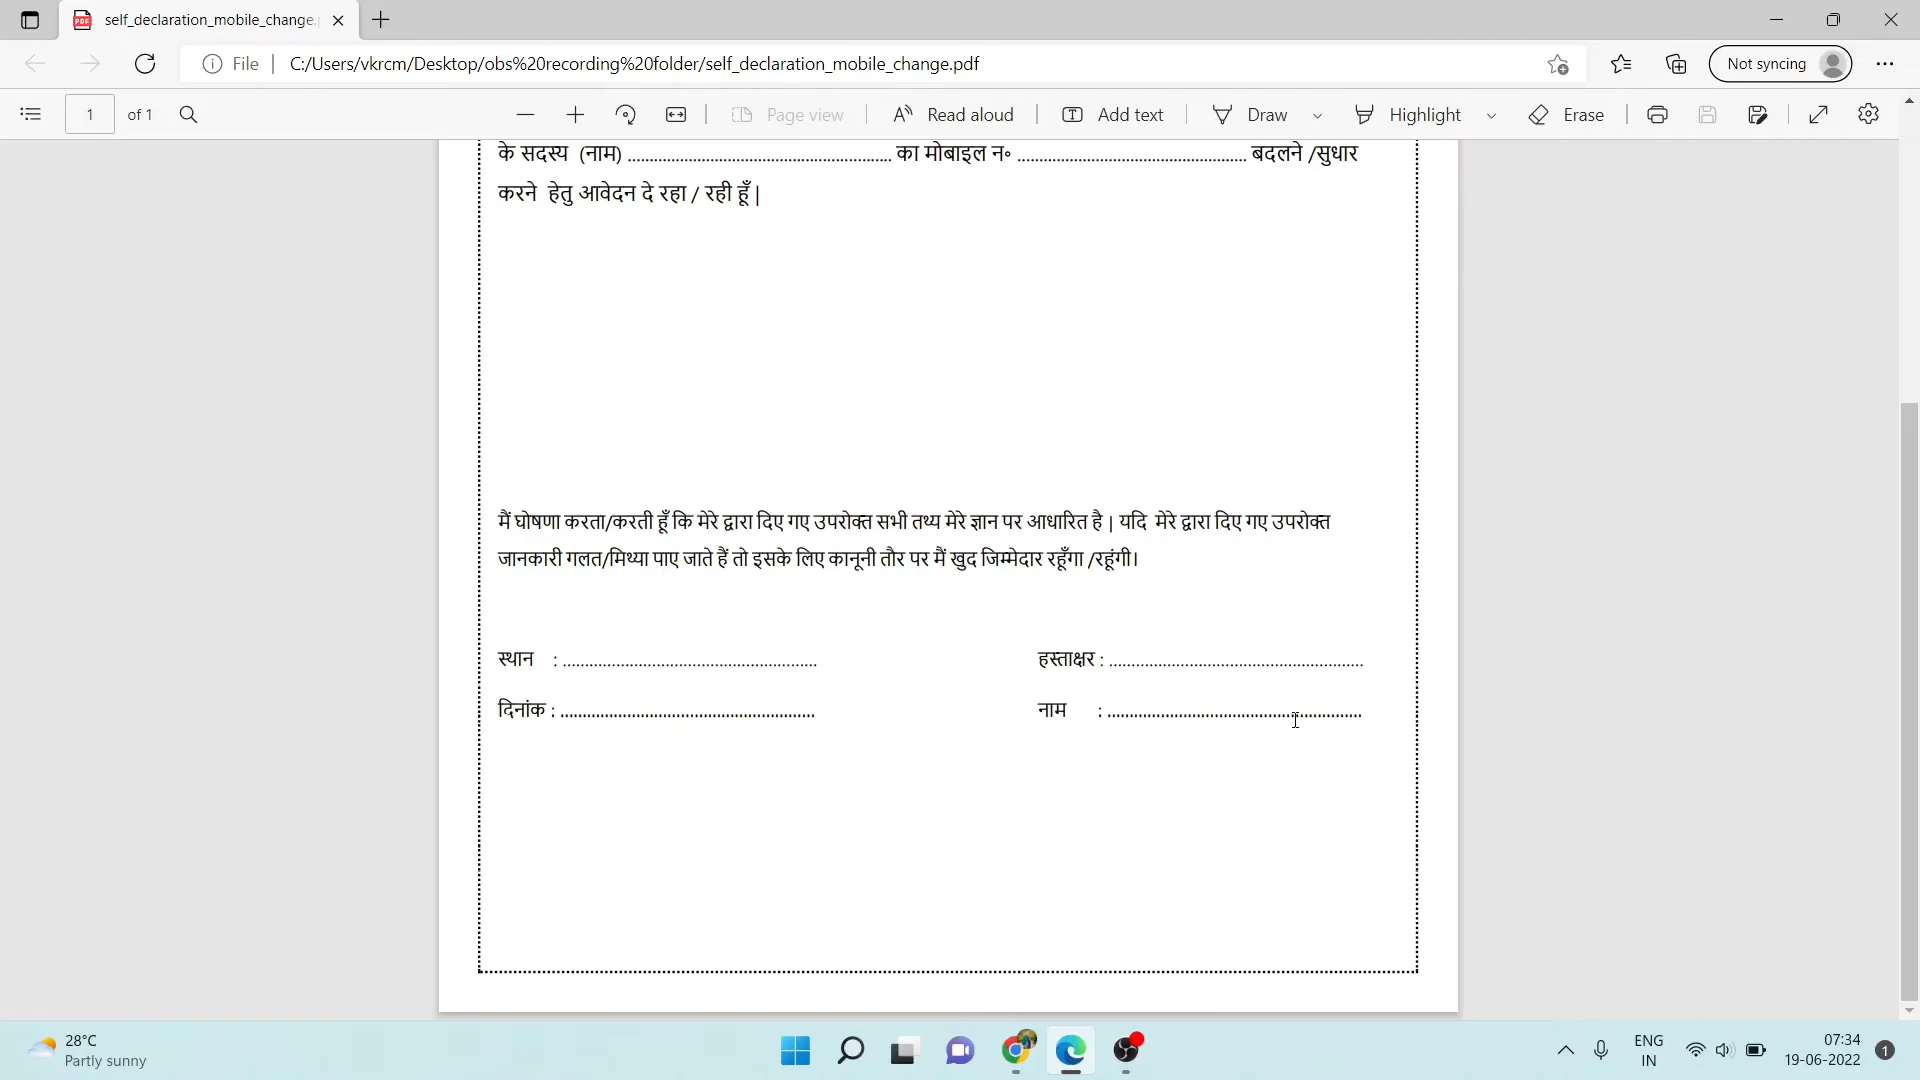 self_declaration_mobile_change.
File
C:/Users/vkrcm/Desktop/obs%20recording%20folder/self_declaration_mobile_change.pdf
Not syncing
1 of 1
Page view
Read aloud
Add text
Draw
Highlight
Erase
के सदस्य (नाम) .......................................................... का मोबाइल न॰ .................................................. बदलने /सुधार
करने हेतु आवेदन दे रहा / रही हूँ |
मैं घोषणा करता/करती हूँ कि मेरे द्वारा दिए गए उपरोक्त सभी तथ्य मेरे ज्ञान पर आधारित है | यदि मेरे द्वारा दिए गए उपरोक्त
जानकारी गलत/मिथ्या पाए जाते हैं तो इसके लिए कानूनी तौर पर मैं खुद जिम्मेदार रहूँगा /रहूंगी।
स्थान : ......................................................... हस्ताक्षर : .........................................................
दिनांक : ......................................................... नाम : .........................................................
28°C
Partly sunny
ENG
IN
07:34
19-06-2022
1